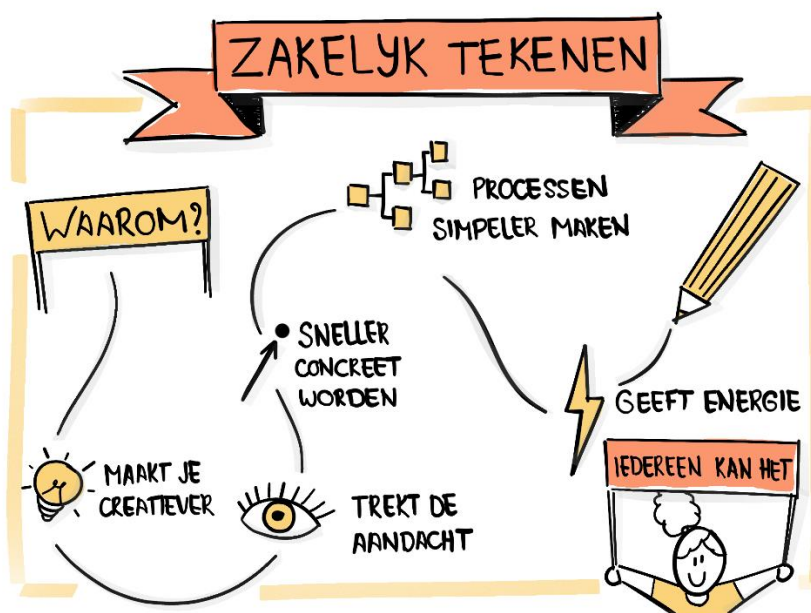 ZAKELYK TEKENEN
WAAROM?
MAAKT JE
CREATIEVER
TREKT DE
AANDACHT
SNELLER
CONCREET
WORDEN
PROCESSEN
SIMPELER MAKEN
GEEFT ENERGIE
IEDEREEN KAN HET